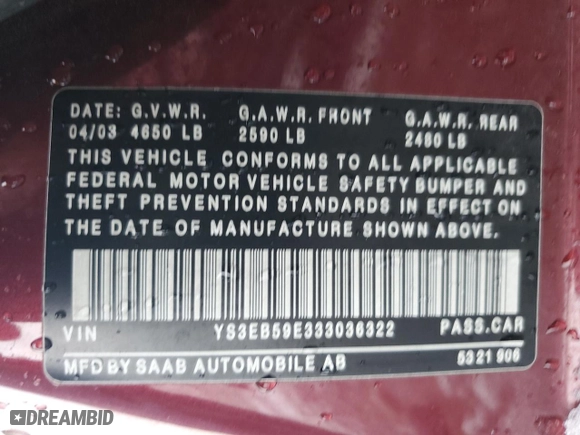 DATE: G.V.W.R. G.A.W.R. FRONT G.A.W.R. REAR
04/03 4650 LB 2590 LB 2460 LB
THIS VEHICLE CONFORMS TO ALL APPLICABLE
FEDERAL MOTOR VEHICLE SAFETY BUMPER AND
THEFT PREVENTION STANDARDS IN EFFECT ON
THE DATE OF MANUFACTURE SHOWN ABOVE.
VIN YS3EB59E333036322 PASS.CAR
MFD BY SAAB AUTOMOBILE AB 5321906
© DREAMBID